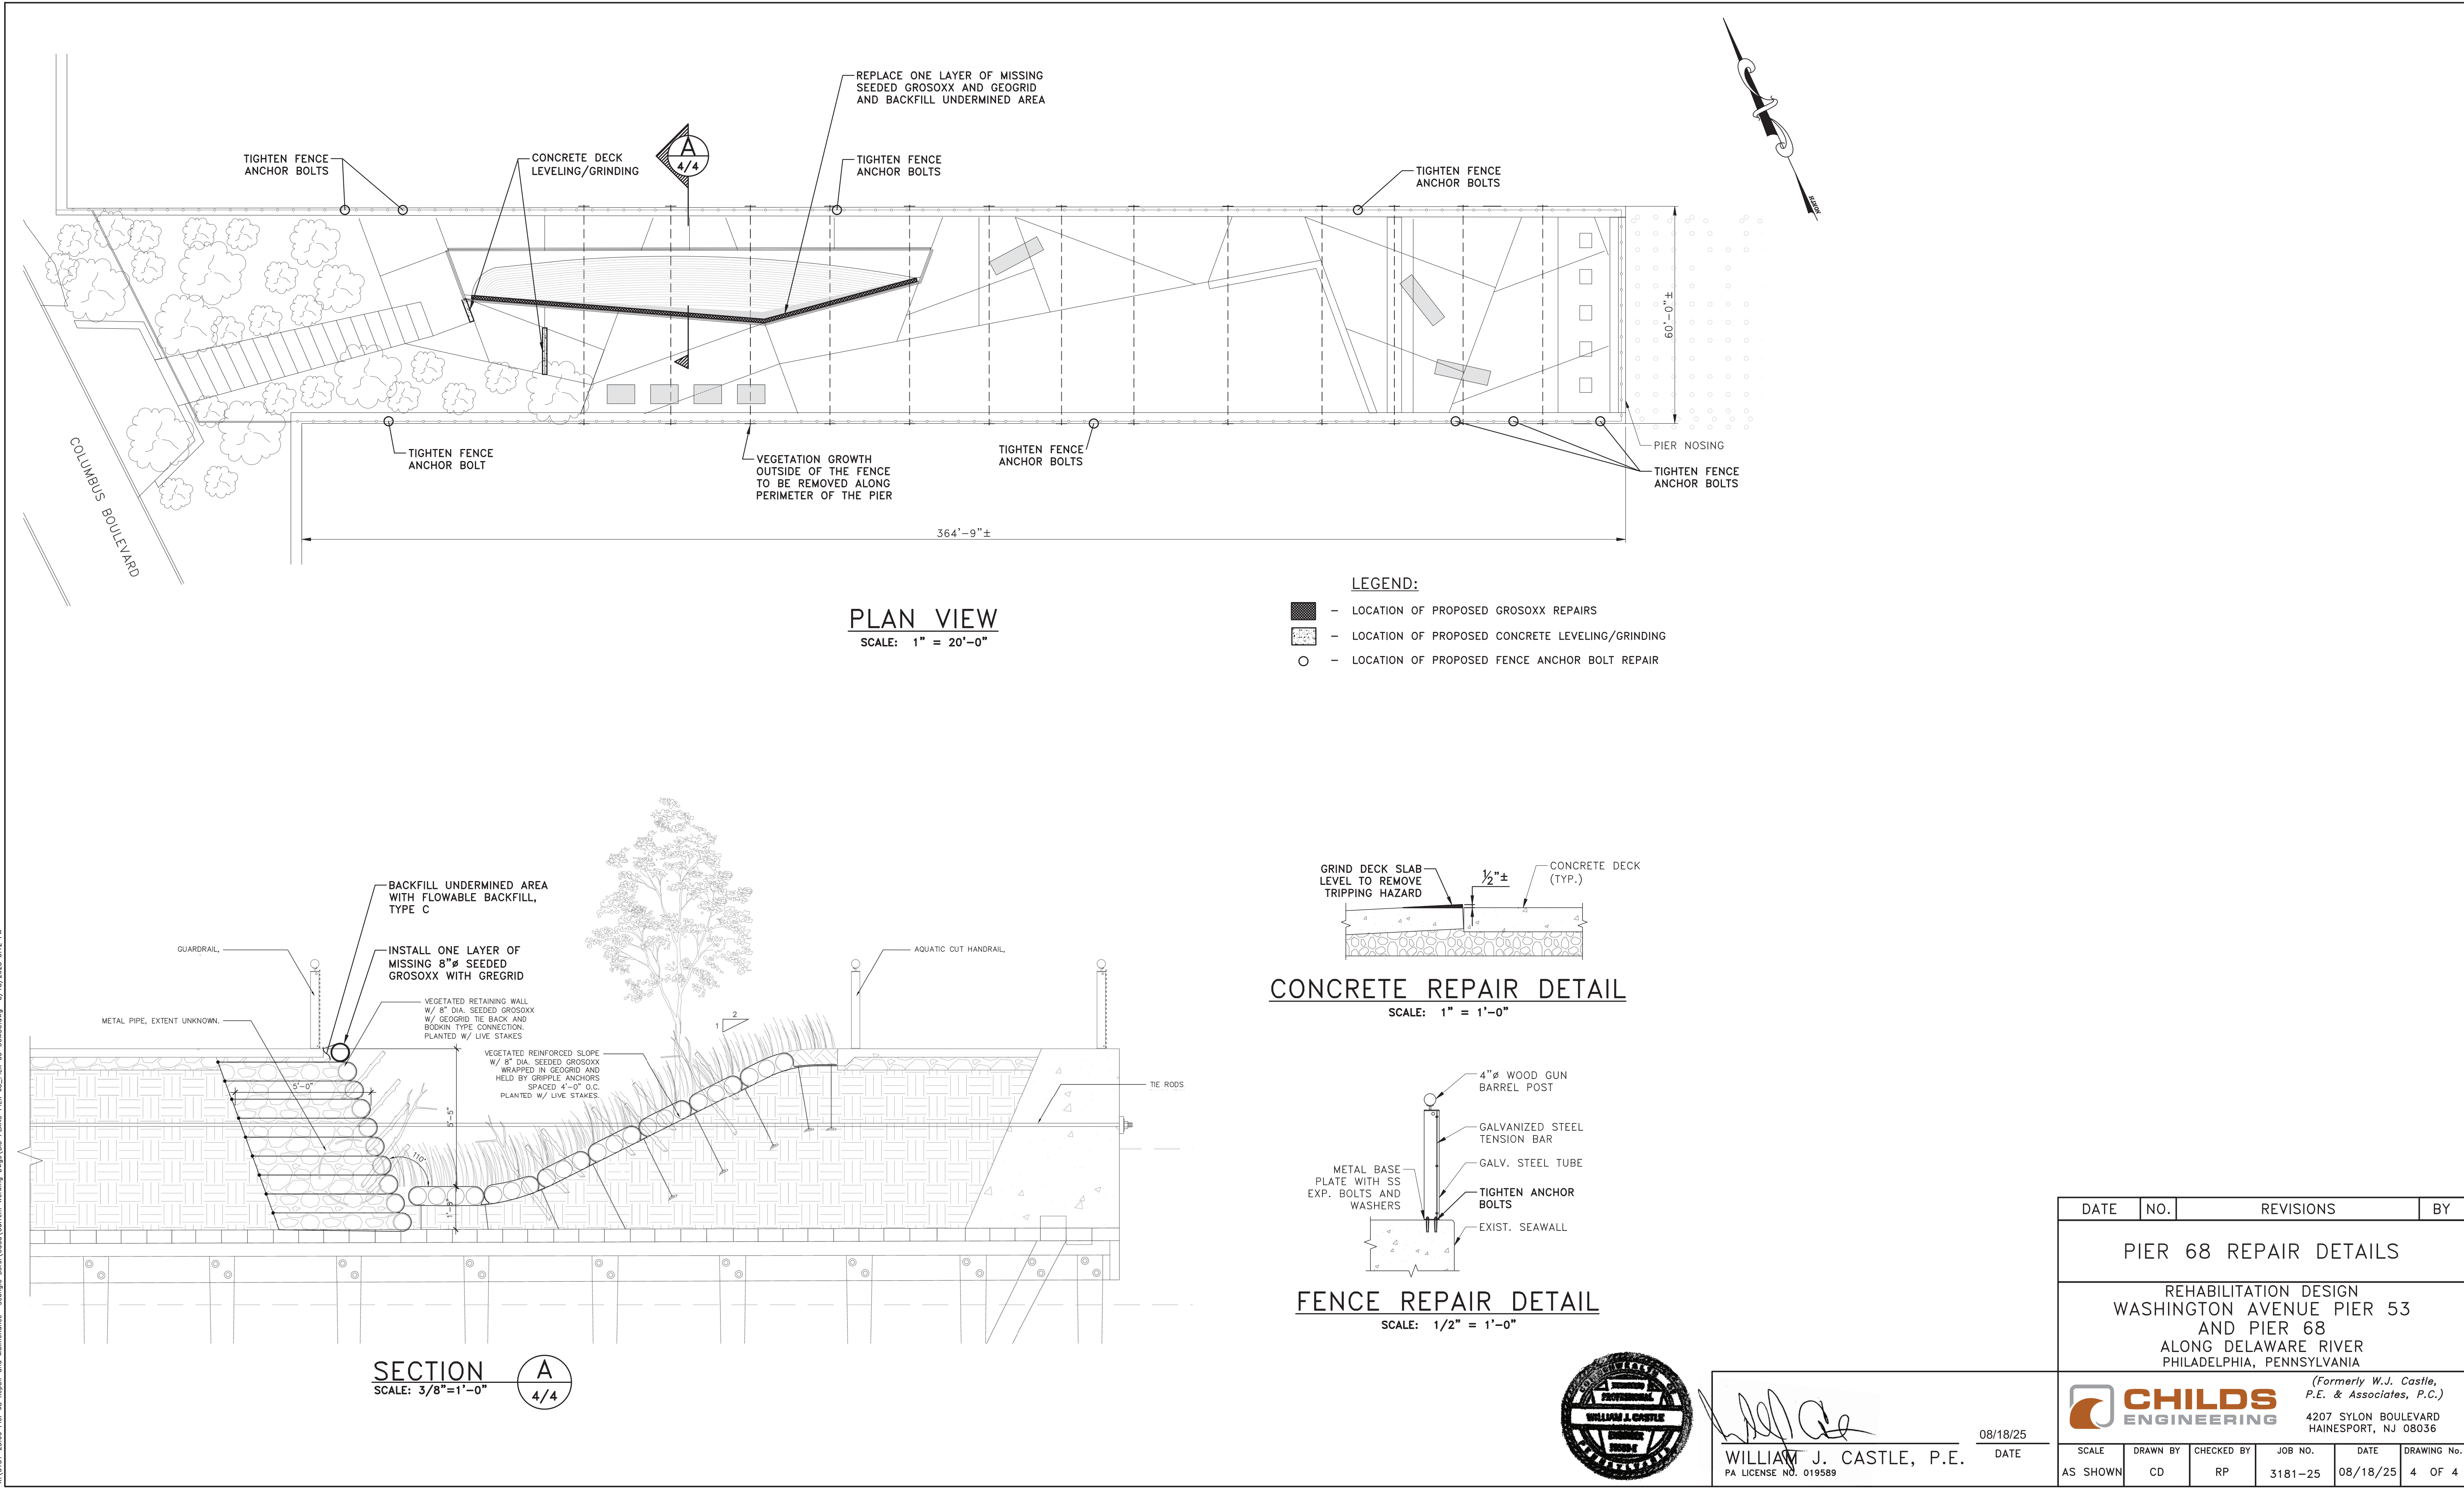 REPLACE ONE LAYER OF MISSING
SEEDED GROSOXX AND GEOGRID
AND BACKFILL UNDERMINED AREA
TIGHTEN FENCE
ANCHOR BOLTS
CONCRETE DECK
LEVELING/GRINDING
A
4/4
TIGHTEN FENCE
ANCHOR BOLTS
TIGHTEN FENCE
ANCHOR BOLTS
NORTH
60'-0"±
COLUMBUS BOULEVARD
TIGHTEN FENCE
ANCHOR BOLT
VEGETATION GROWTH
OUTSIDE OF THE FENCE
TO BE REMOVED ALONG
PERIMETER OF THE PIER
TIGHTEN FENCE
ANCHOR BOLTS
PIER NOSING
TIGHTEN FENCE
ANCHOR BOLTS
364'-9"±
PLAN VIEW
SCALE: 1" = 20'-0"
LEGEND:
– LOCATION OF PROPOSED GROSOXX REPAIRS
– LOCATION OF PROPOSED CONCRETE LEVELING/GRINDING
– LOCATION OF PROPOSED FENCE ANCHOR BOLT REPAIR
BACKFILL UNDERMINED AREA
WITH FLOWABLE BACKFILL,
TYPE C
GUARDRAIL,
INSTALL ONE LAYER OF
MISSING 8"ø SEEDED
GROSOXX WITH GREGRID
METAL PIPE, EXTENT UNKNOWN.
VEGETATED RETAINING WALL
W/ 8" DIA. SEEDED GROSOXX
W/ GEOGRID TIE BACK AND
BODKIN TYPE CONNECTION.
PLANTED W/ LIVE STAKES
VEGETATED REINFORCED SLOPE
W/ 8" DIA. SEEDED GROSOXX
WRAPPED IN GEOGRID AND
HELD BY GRIPPLE ANCHORS
SPACED 4'-0" O.C.
PLANTED W/ LIVE STAKES.
2
1
AQUATIC CUT HANDRAIL,
TIE RODS
5'-0"
5'-5"
110°
1'-8"
SECTION
SCALE: 3/8"=1'-0"
A
4/4
GRIND DECK SLAB
LEVEL TO REMOVE
TRIPPING HAZARD
½"±
CONCRETE DECK
(TYP.)
CONCRETE REPAIR DETAIL
SCALE: 1" = 1'-0"
4"ø WOOD GUN
BARREL POST
GALVANIZED STEEL
TENSION BAR
GALV. STEEL TUBE
METAL BASE
PLATE WITH SS
EXP. BOLTS AND
WASHERS
TIGHTEN ANCHOR
BOLTS
EXIST. SEAWALL
FENCE REPAIR DETAIL
SCALE: 1/2" = 1'-0"
COMMONWEALTH OF
PROFESSIONAL
WILLIAM J. CASTLE
ENGINEER
PENNSYLVANIA
WILLIAM J. CASTLE, P.E.
PA LICENSE NO. 019589
08/18/25
DATE
DATE NO. REVISIONS BY
PIER 68 REPAIR DETAILS
REHABILITATION DESIGN
WASHINGTON AVENUE PIER 53
AND PIER 68
ALONG DELAWARE RIVER
PHILADELPHIA, PENNSYLVANIA
CHILDS
ENGINEERING
(Formerly W.J. Castle,
P.E. & Associates, P.C.)
4207 SYLON BOULEVARD
HAINESPORT, NJ 08036
SCALE DRAWN BY CHECKED BY JOB NO. DATE DRAWING No.
AS SHOWN CD RP 3181-25 08/18/25 4 OF 4